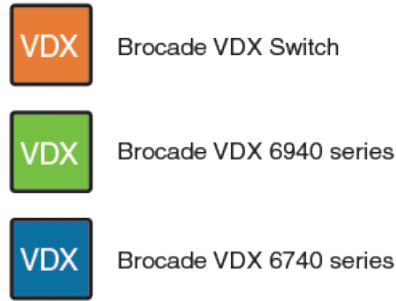 VDX Brocade VDX Switch
VDX Brocade VDX 6940 series
VDX Brocade VDX 6740 series